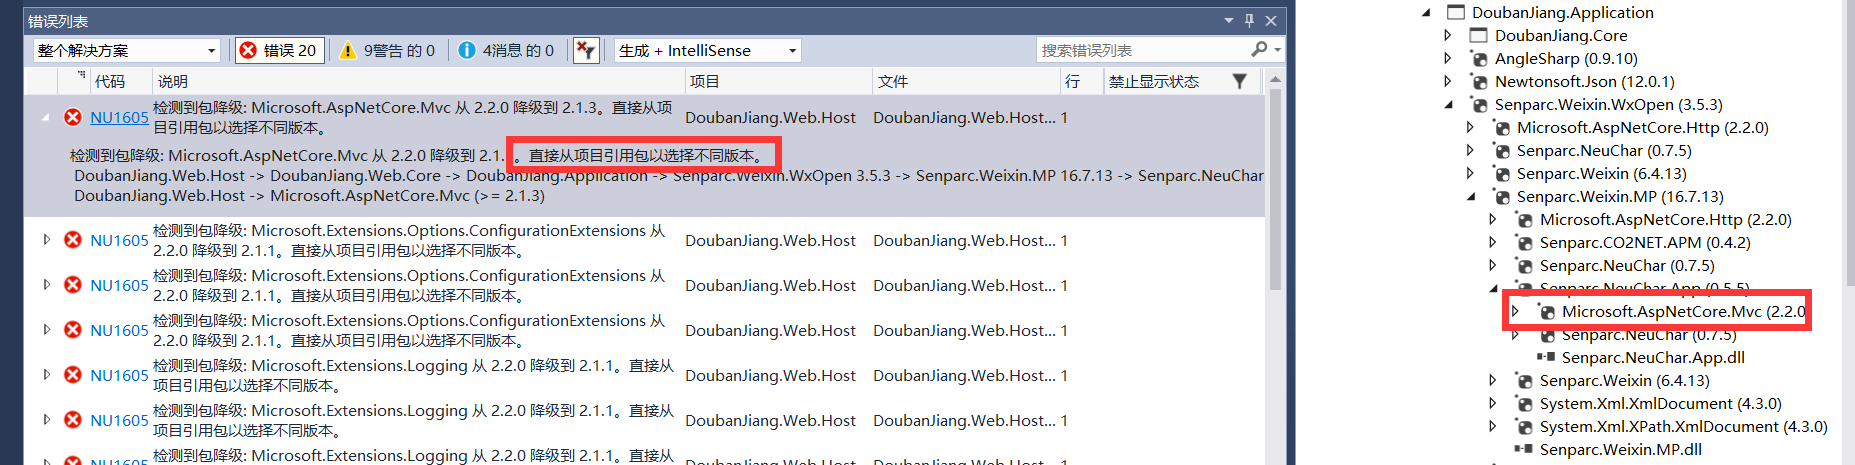 错误列表
整个解决方案
错误 20
9警告 的 0
4消息 的 0
生成 + IntelliSense
搜索错误列表
代码 说明 项目 文件 行 禁止显示状态
NU1605 检测到包降级: Microsoft.AspNetCore.Mvc 从 2.2.0 降级到 2.1.3。直接从项
目引用包以选择不同版本。 DoubanJiang.Web.Host DoubanJiang.Web.Host... 1
检测到包降级: Microsoft.AspNetCore.Mvc 从 2.2.0 降级到 2.1. 。直接从项目引用包以选择不同版本。
DoubanJiang.Web.Host -> DoubanJiang.Web.Core -> DoubanJiang.Application -> Senparc.Weixin.WxOpen 3.5.3 -> Senparc.Weixin.MP 16.7.13 -> Senparc.NeuChar
DoubanJiang.Web.Host -> Microsoft.AspNetCore.Mvc (>= 2.1.3)
NU1605 检测到包降级: Microsoft.Extensions.Options.ConfigurationExtensions 从
2.2.0 降级到 2.1.1。直接从项目引用包以选择不同版本。 DoubanJiang.Web.Host DoubanJiang.Web.Host... 1
NU1605 检测到包降级: Microsoft.Extensions.Options.ConfigurationExtensions 从
2.2.0 降级到 2.1.1。直接从项目引用包以选择不同版本。 DoubanJiang.Web.Host DoubanJiang.Web.Host... 1
NU1605 检测到包降级: Microsoft.Extensions.Options.ConfigurationExtensions 从
2.2.0 降级到 2.1.1。直接从项目引用包以选择不同版本。 DoubanJiang.Web.Host DoubanJiang.Web.Host... 1
NU1605 检测到包降级: Microsoft.Extensions.Logging 从 2.2.0 降级到 2.1.1。直接从
项目引用包以选择不同版本。 DoubanJiang.Web.Host DoubanJiang.Web.Host... 1
NU1605 检测到包降级: Microsoft.Extensions.Logging 从 2.2.0 降级到 2.1.1。直接从
项目引用包以选择不同版本。 DoubanJiang.Web.Host DoubanJiang.Web.Host... 1
NU1605 检测到包降级: Microsoft.Extensions.Logging 从 2.2.0 降级到 2.1.1。直接从 DoubanJiang.Web.Host DoubanJiang.Web.Host... 1
DoubanJiang.Application
DoubanJiang.Core
AngleSharp (0.9.10)
Newtonsoft.Json (12.0.1)
Senparc.Weixin.WxOpen (3.5.3)
Microsoft.AspNetCore.Http (2.2.0)
Senparc.NeuChar (0.7.5)
Senparc.Weixin (6.4.13)
Senparc.Weixin.MP (16.7.13)
Microsoft.AspNetCore.Http (2.2.0)
Senparc.CO2NET.APM (0.4.2)
Senparc.NeuChar (0.7.5)
Senparc.NeuChar.App (0.5.5)
Microsoft.AspNetCore.Mvc (2.2.0
Senparc.NeuChar (0.7.5)
Senparc.NeuChar.App.dll
Senparc.Weixin (6.4.13)
System.Xml.XmlDocument (4.3.0)
System.Xml.XPath.XmlDocument (4.3.0)
Senparc.Weixin.MP.dll